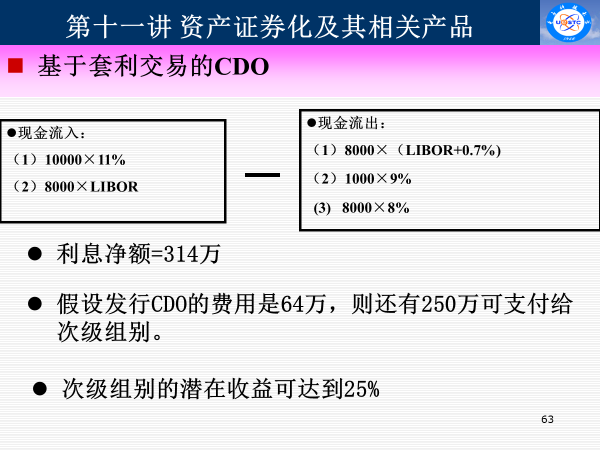 第十一讲 资产证券化及其相关产品
基于套利交易的CDO
●现金流入：
（1）10000×11%
（2）8000×LIBOR
●现金流出：
（1）8000×（LIBOR+0.7%)
（2）1000×9%
(3) 8000×8%
● 利息净额=314万
● 假设发行CDO的费用是64万，则还有250万可支付给
次级组别。
● 次级组别的潜在收益可达到25%
63